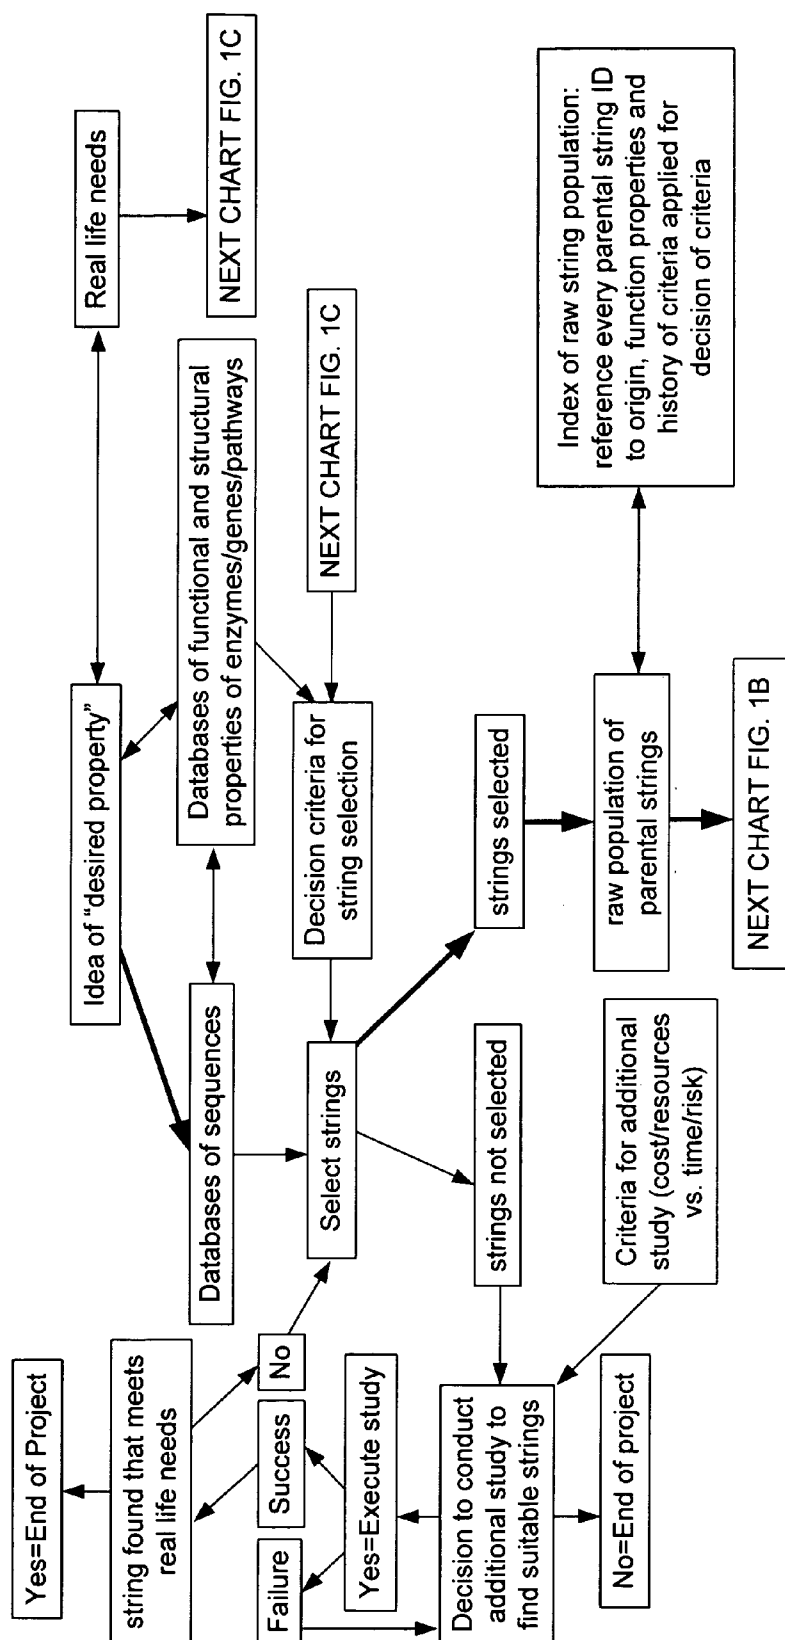 Yes=End of Project
string found that meets
real life needs
No
Success
Failure
Yes=Execute study
Decision to conduct
additional study to
find suitable strings
No=End of project
Idea of “desired property”
Real life needs
NEXT CHART FIG. 1C
Databases of sequences
Databases of functional and structural
properties of enzymes/genes/pathways
Select strings
Decision criteria for
string selection
NEXT CHART FIG. 1C
strings not selected
strings selected
Criteria for additional
study (cost/resources
vs. time/risk)
raw population of
parental strings
Index of raw string population:
reference every parental string ID
to origin, function properties and
history of criteria applied for
decision of criteria
NEXT CHART FIG. 1B